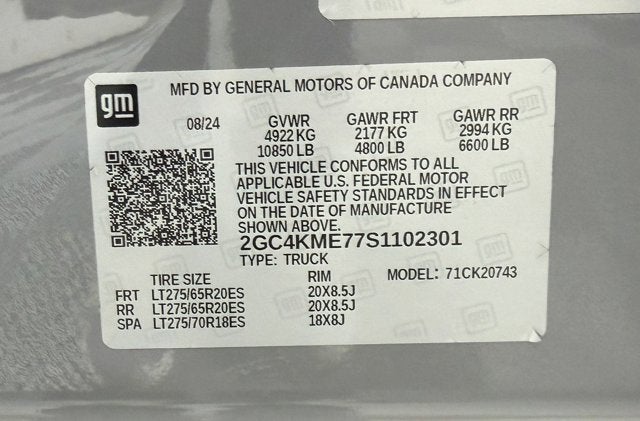 gm
MFD BY GENERAL MOTORS OF CANADA COMPANY
08/24 GVWR GAWR FRT GAWR RR
4922 KG 2177 KG 2994 KG
10850 LB 4800 LB 6600 LB
THIS VEHICLE CONFORMS TO ALL
APPLICABLE U.S. FEDERAL MOTOR
VEHICLE SAFETY STANDARDS IN EFFECT
ON THE DATE OF MANUFACTURE
SHOWN ABOVE.
2GC4KME77S1102301
TYPE: TRUCK MODEL: 71CK20743
TIRE SIZE RIM
FRT LT275/65R20ES 20X8.5J
RR LT275/65R20ES 20X8.5J
SPA LT275/70R18ES 18X8J